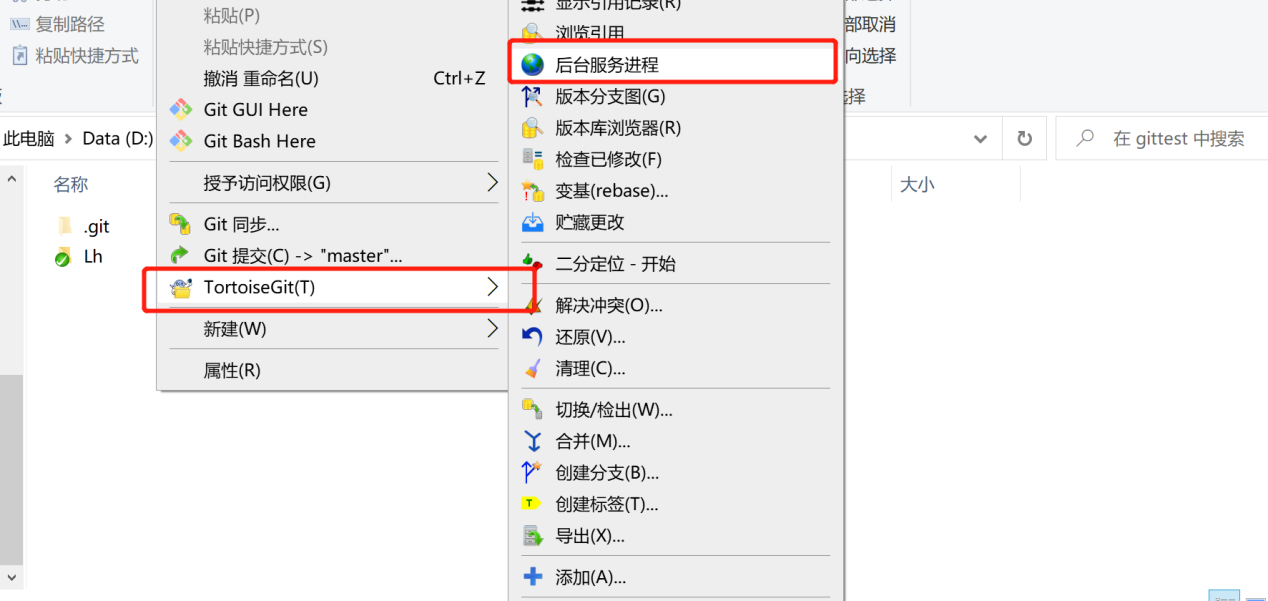 复制路径
粘贴快捷方式
此电脑
Data (D:)
名称
.git
Lh
粘贴(P)
粘贴快捷方式(S)
撤消 重命名(U) Ctrl+Z
Git GUI Here
Git Bash Here
授予访问权限(G)
Git 同步...
Git 提交(C) -> "master"...
TortoiseGit(T)
新建(W)
属性(R)
显示引用记录(R)
浏览引用
后台服务进程
版本分支图(G)
版本库浏览器(R)
检查已修改(F)
变基(rebase)...
贮藏更改
二分定位 - 开始
解决冲突(O)...
还原(V)...
清理(C)...
切换/检出(W)...
合并(M)...
创建分支(B)...
创建标签(T)...
导出(X)...
添加(A)...
部取消
向选择
选择
在 gittest 中搜索
大小